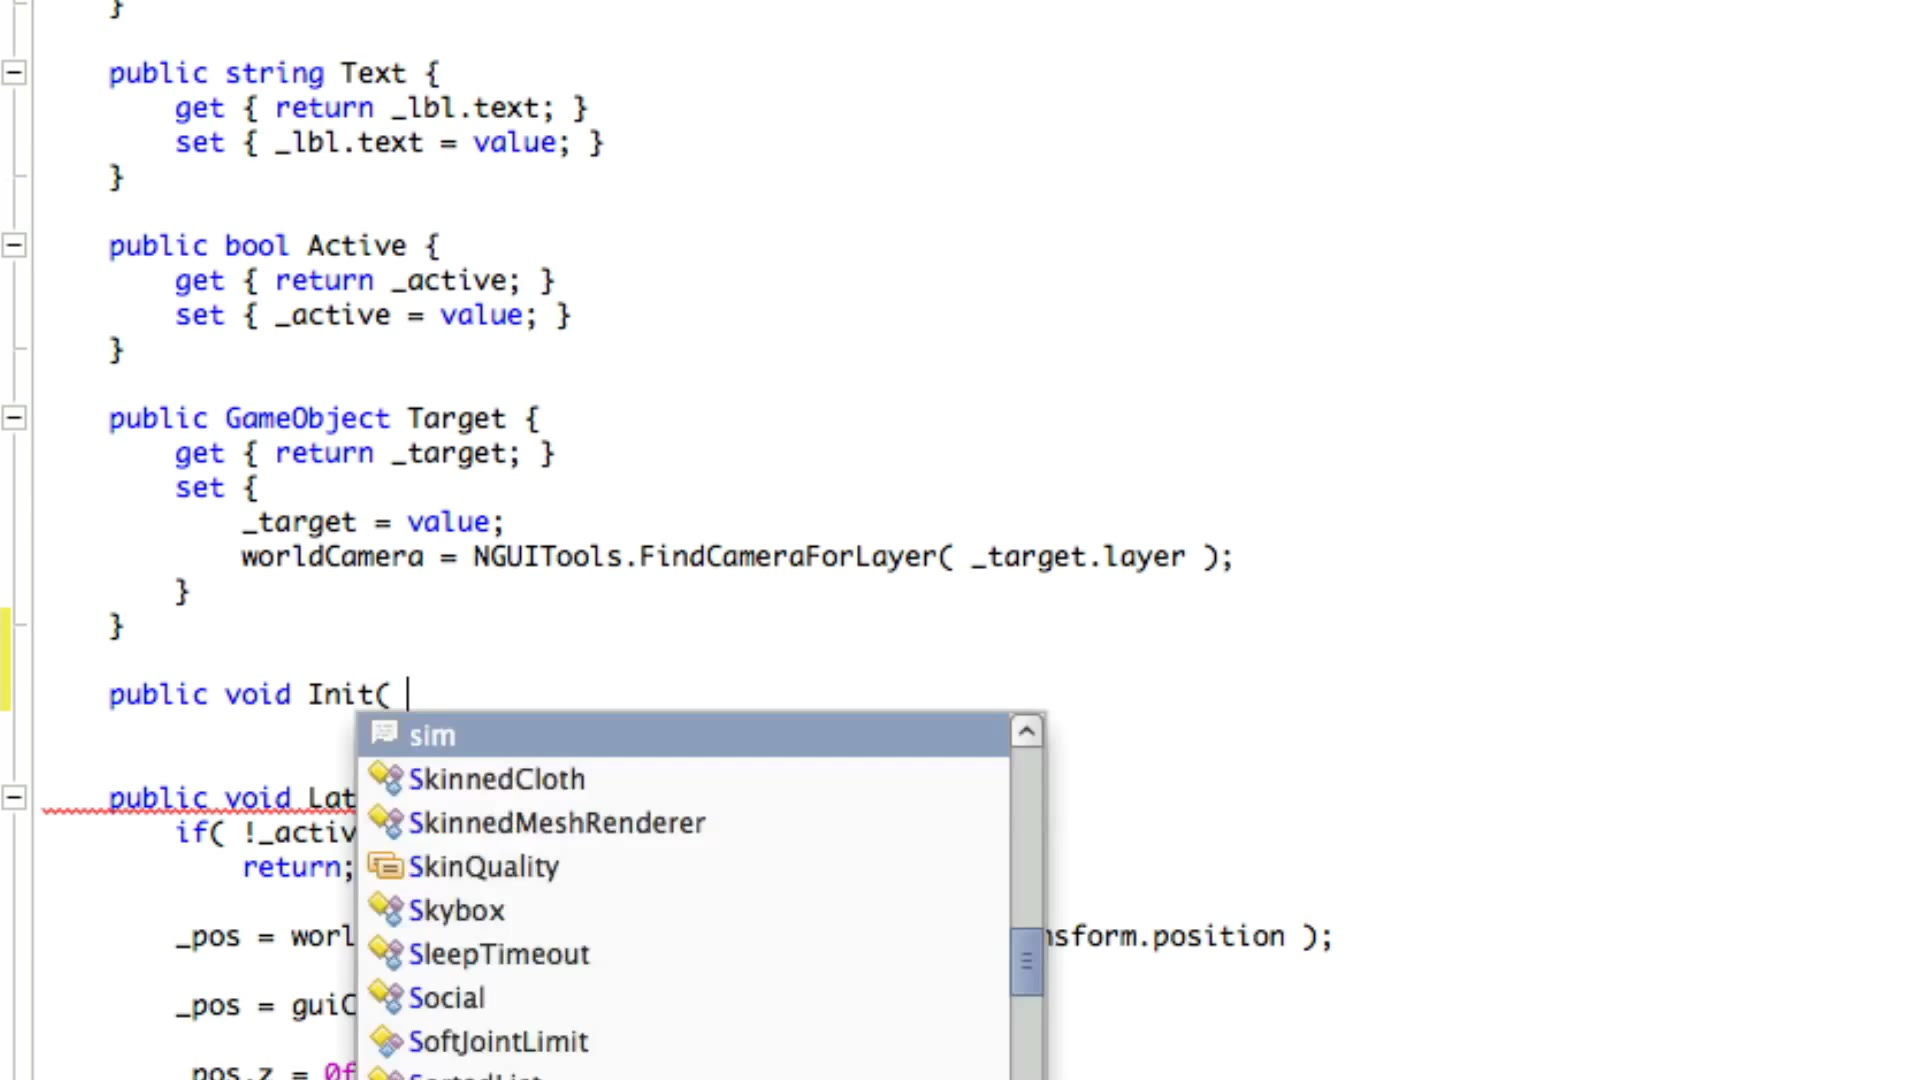 }
public string Text {
get { return _lbl.text; }
set { _lbl.text = value; }
}
public bool Active {
get { return _active; }
set { _active = value; }
}
public GameObject Target {
get { return _target; }
set {
_target = value;
worldCamera = NGUITools.FindCameraForLayer( _target.layer );
}
}
public void Init(
sim
SkinnedCloth
SkinnedMeshRenderer
SkinQuality
Skybox
SleepTimeout
Social
SoftJointLimit
SortedList
public void Lat
if( !_activ
return;
_pos = worl nsform.position );
_pos = guiC
_pos.z = 0f